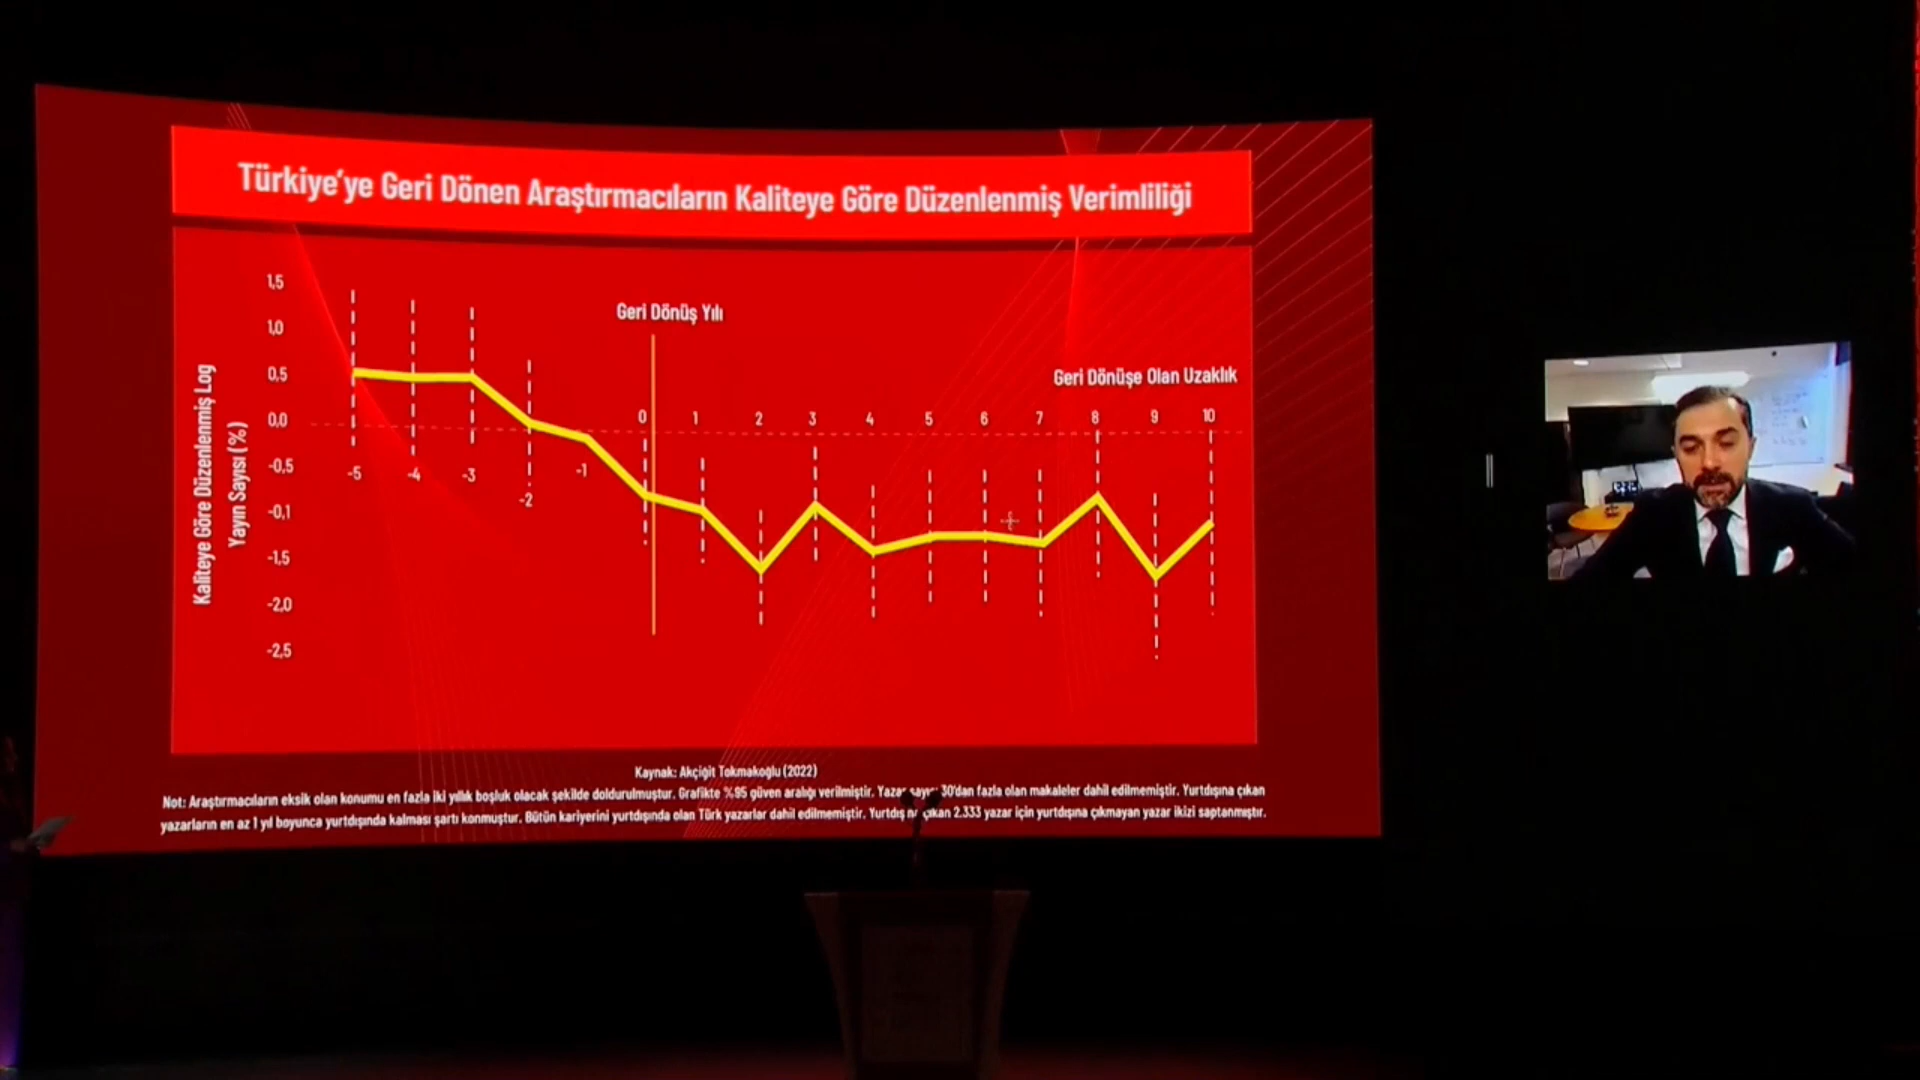 Türkiye'ye Geri Dönen Araştırmacıların Kaliteye Göre Düzenlenmiş Verimliliği
Kaliteye Göre Düzenlenmiş Log
Yayın Sayısı (%)
1,5
1,0
0,5
0,0
-0,5
-0,1
-1,5
-2,0
-2,5
Geri Dönüş Yılı
Geri Dönüşe Olan Uzaklık
-5 -4 -3 -2 -1 0 1 2 3 4 5 6 7 8 9 10
Kaynak: Akçiğit Tokmakoğlu (2022)
Not: Araştırmacıların eksik olan konumu en fazla iki yıllık boşluk olacak şekilde doldurulmuştur. Grafikte %95 güven aralığı verilmiştir. Yazar 30'dan fazla olan makaleler dahil edilmemiştir. Yurtdışına çıkan
yazarların en az 1 yıl boyunca yurtdışında kalması şartı konmuştur. Bütün kariyerini yurtdışında olan Türk yazarlar dahil edilmemiştir. çıkan 2.333 yazar için yurtdışına çıkmayan yazar ikizi saptanmıştır.